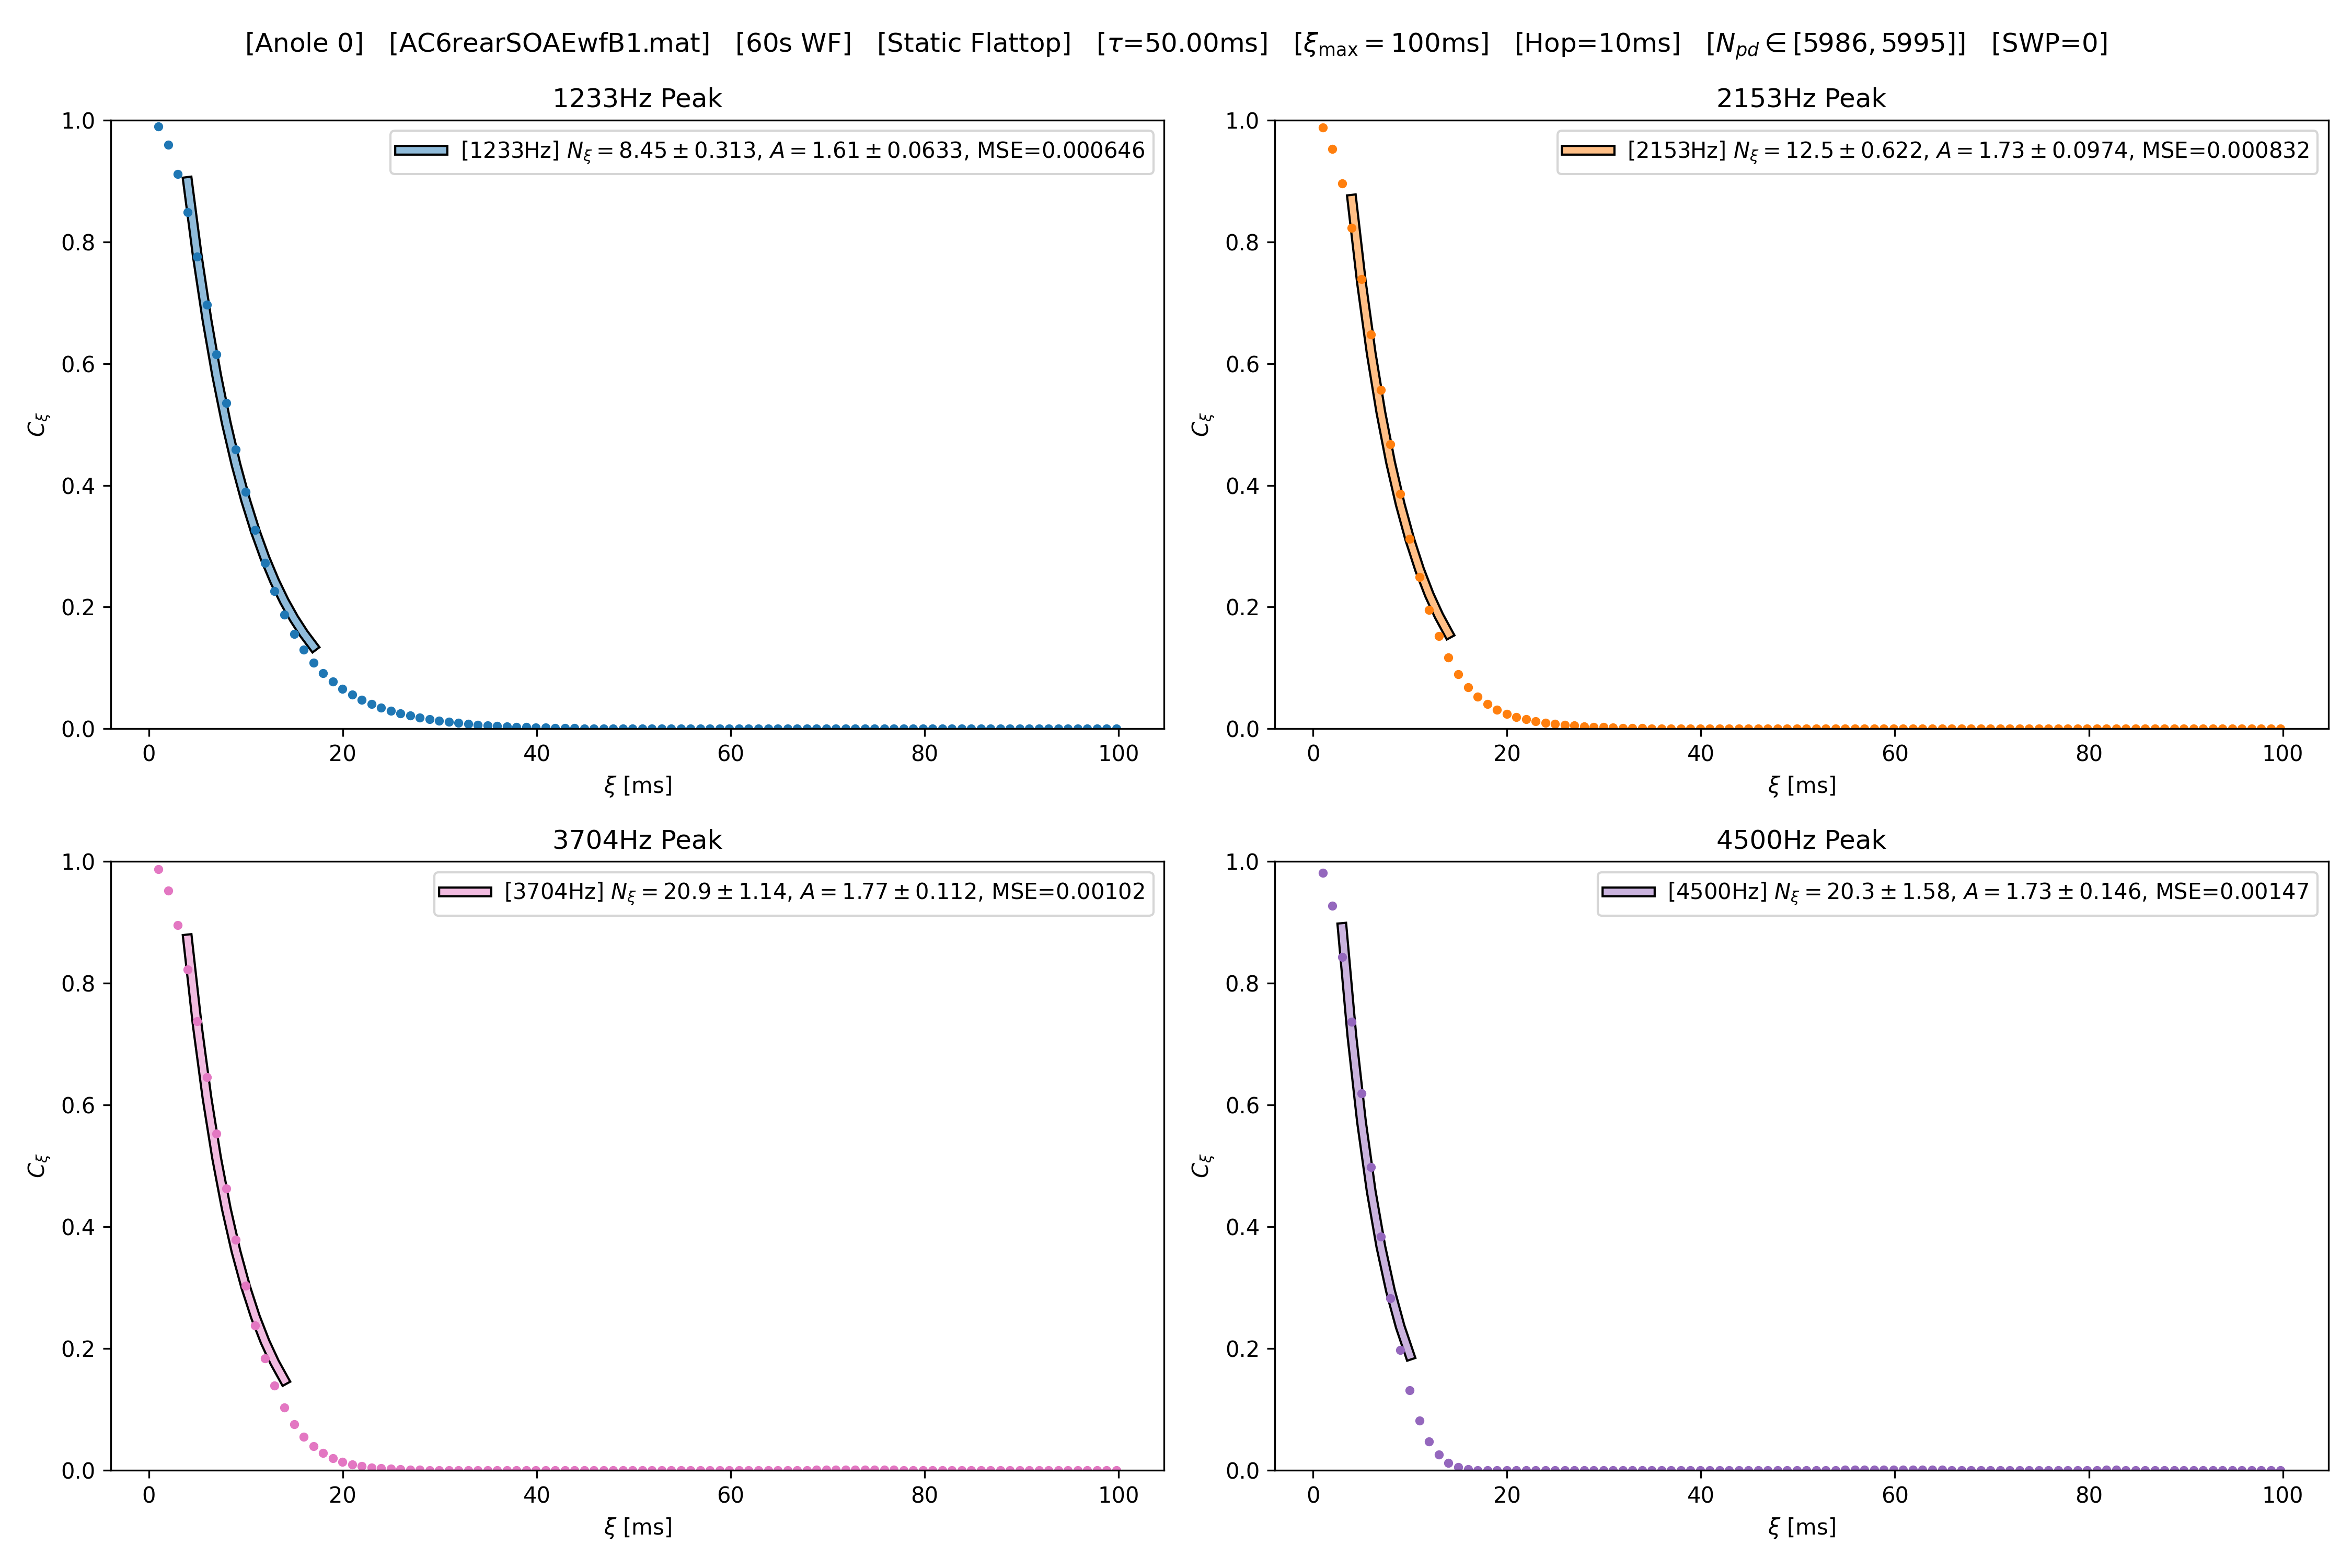 [Anole 0] [AC6rearSOAEwfB1.mat] [60s WF] [Static Flattop] [τ=50.00ms] [ξmax = 100ms] [Hop=10ms] [Npd ∈ [5986, 5995]] [SWP=0]
1233Hz Peak
[1233Hz] Nξ = 8.45 ± 0.313, A = 1.61 ± 0.0633, MSE=0.000646
1.0
0.8
0.6
0.4
0.2
0.0
Cξ
0 20 40 60 80 100
ξ [ms]
2153Hz Peak
[2153Hz] Nξ = 12.5 ± 0.622, A = 1.73 ± 0.0974, MSE=0.000832
1.0
0.8
0.6
0.4
0.2
0.0
Cξ
0 20 40 60 80 100
ξ [ms]
3704Hz Peak
[3704Hz] Nξ = 20.9 ± 1.14, A = 1.77 ± 0.112, MSE=0.00102
1.0
0.8
0.6
0.4
0.2
0.0
Cξ
0 20 40 60 80 100
ξ [ms]
4500Hz Peak
[4500Hz] Nξ = 20.3 ± 1.58, A = 1.73 ± 0.146, MSE=0.00147
1.0
0.8
0.6
0.4
0.2
0.0
Cξ
0 20 40 60 80 100
ξ [ms]